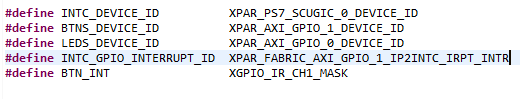 #define INTC_DEVICE_ID XPAR_PS7_SCUGIC_0_DEVICE_ID
#define BTNS_DEVICE_ID XPAR_AXI_GPIO_1_DEVICE_ID
#define LEDS_DEVICE_ID XPAR_AXI_GPIO_0_DEVICE_ID
#define INTC_GPIO_INTERRUPT_ID XPAR_FABRIC_AXI_GPIO_1_IP2INTC_IRPT_INTR
#define BTN_INT XGPIO_IR_CH1_MASK